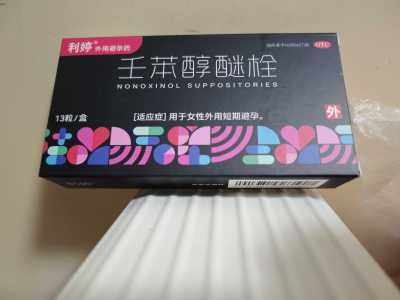 利婷® 外用避孕药
OTC
壬苯醇醚栓
NONOXINOL SUPPOSITORIES
13粒/盒
[适应症]用于女性外用短期避孕。
外